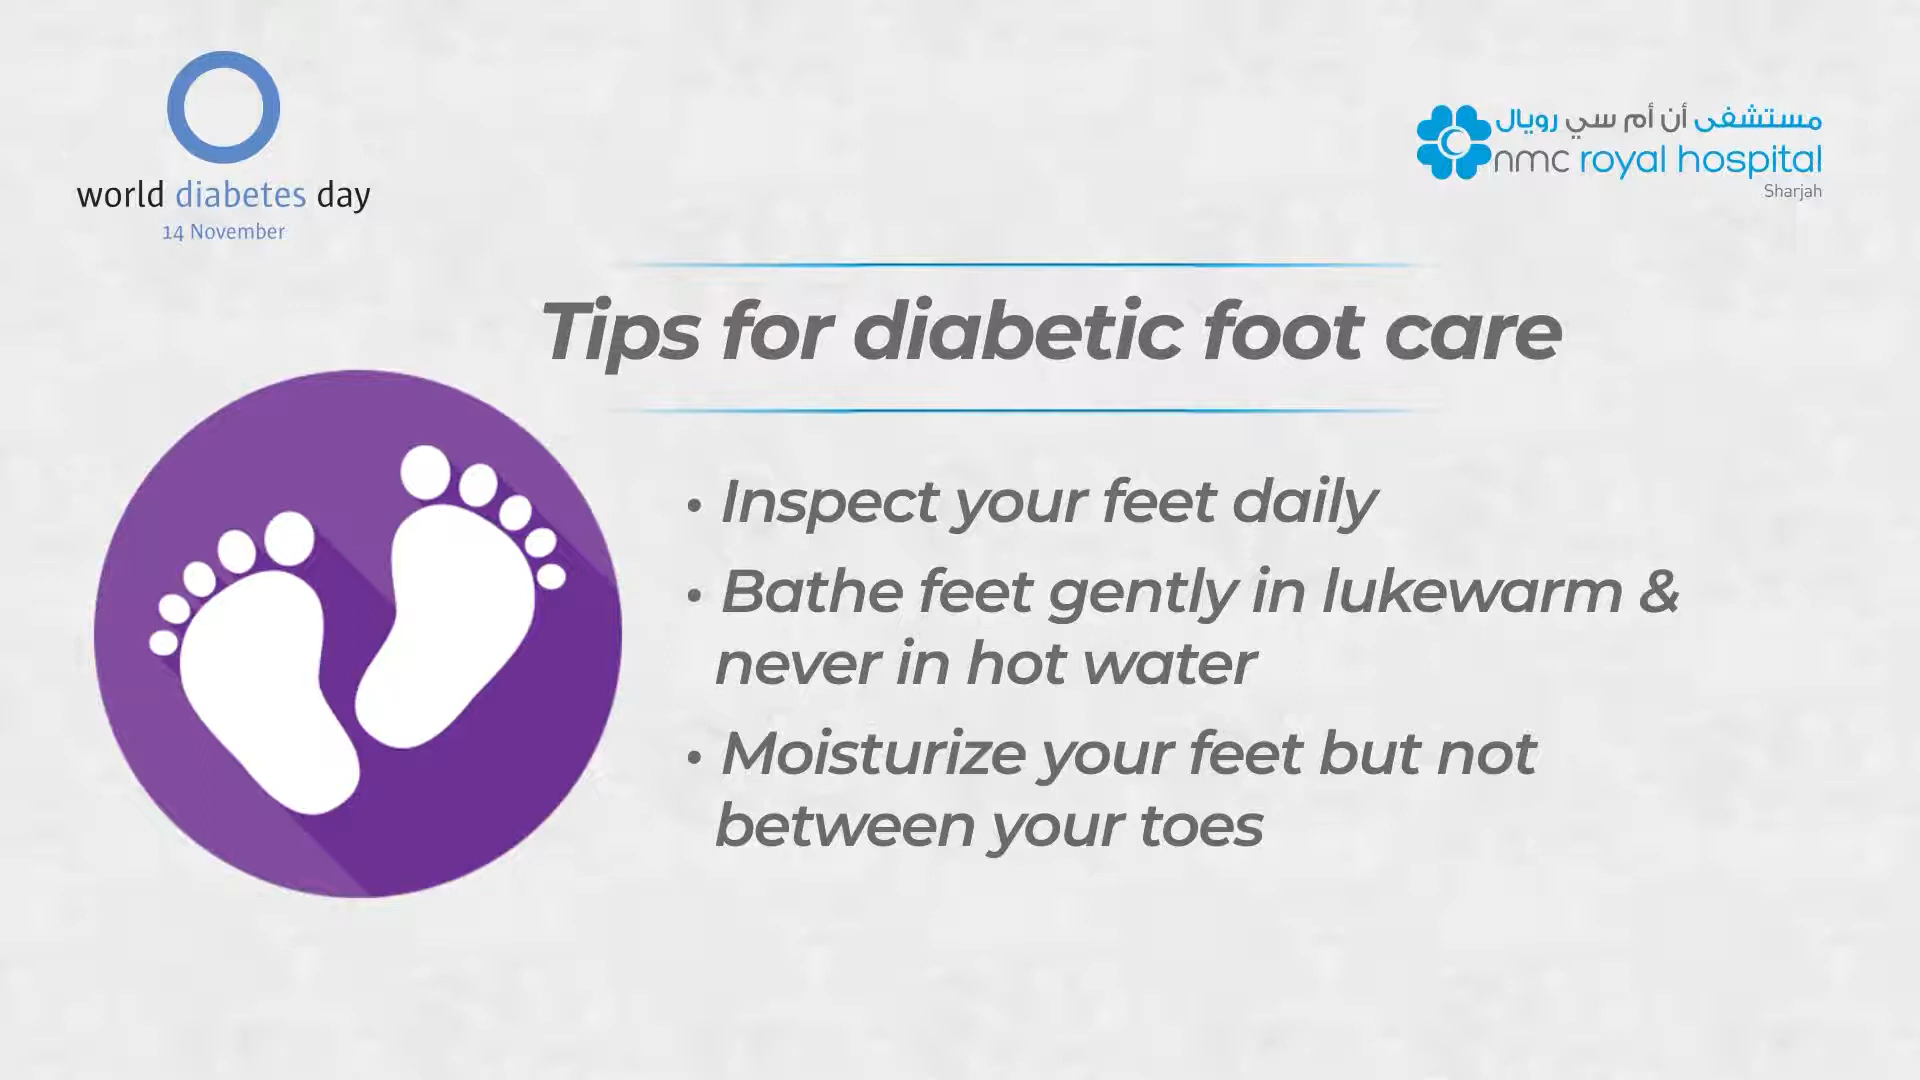 world diabetes day
14 November
مستشفى أن أم سي رويال
nmc royal hospital
Sharjah
Tips for diabetic foot care
• Inspect your feet daily
• Bathe feet gently in lukewarm &
never in hot water
• Moisturize your feet but not
between your toes